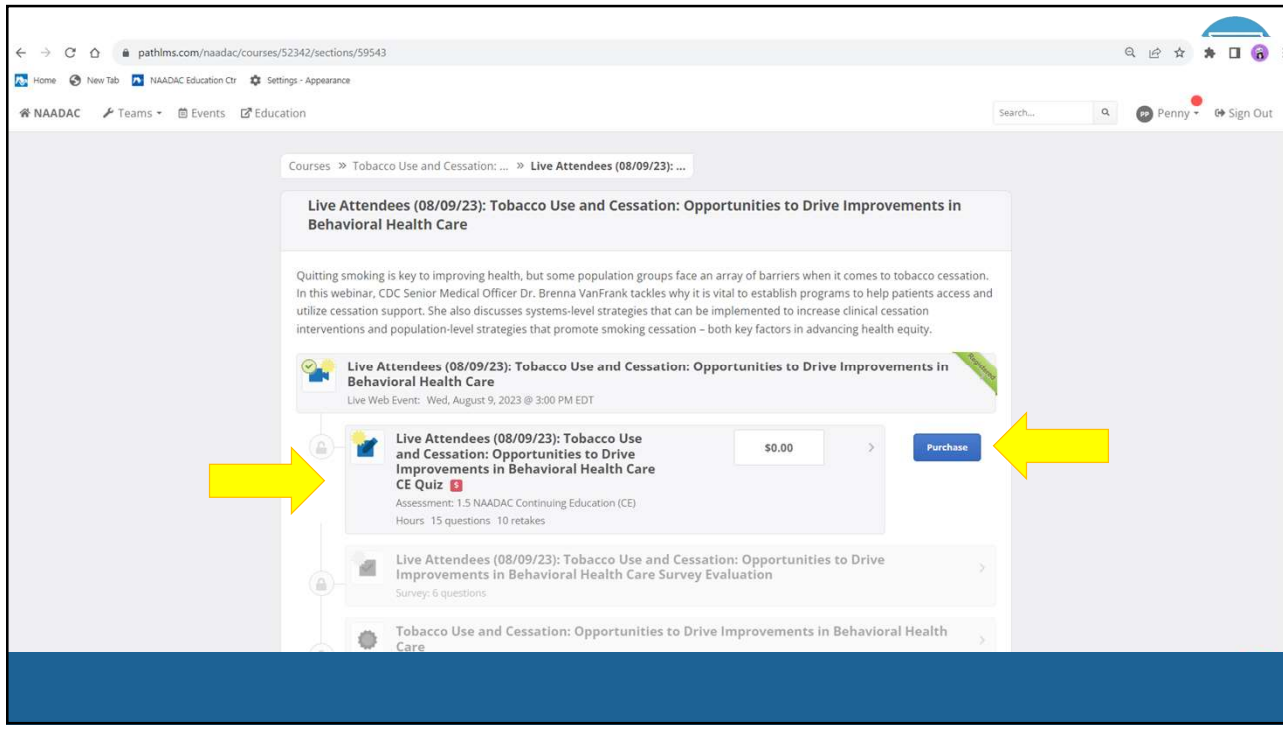 pathlms.com/naadac/courses/52342/sections/59543
Home New Tab NAADAC Education Ctr Settings - Appearance
NAADAC Teams Events Education Search... PP Penny Sign Out
Courses » Tobacco Use and Cessation: ... » Live Attendees (08/09/23): ...
Live Attendees (08/09/23): Tobacco Use and Cessation: Opportunities to Drive Improvements in
Behavioral Health Care
Quitting smoking is key to improving health, but some population groups face an array of barriers when it comes to tobacco cessation.
In this webinar, CDC Senior Medical Officer Dr. Brenna VanFrank tackles why it is vital to establish programs to help patients access and
utilize cessation support. She also discusses systems-level strategies that can be implemented to increase clinical cessation
interventions and population-level strategies that promote smoking cessation – both key factors in advancing health equity.
Live Attendees (08/09/23): Tobacco Use and Cessation: Opportunities to Drive Improvements in
Behavioral Health Care
Registered
Live Web Event: Wed, August 9, 2023 @ 3:00 PM EDT
Live Attendees (08/09/23): Tobacco Use
and Cessation: Opportunities to Drive
Improvements in Behavioral Health Care
CE Quiz $
$0.00
Purchase
Assessment: 1.5 NAADAC Continuing Education (CE)
Hours 15 questions 10 retakes
Live Attendees (08/09/23): Tobacco Use and Cessation: Opportunities to Drive
Improvements in Behavioral Health Care Survey Evaluation
Survey: 6 questions
Tobacco Use and Cessation: Opportunities to Drive Improvements in Behavioral Health
Care